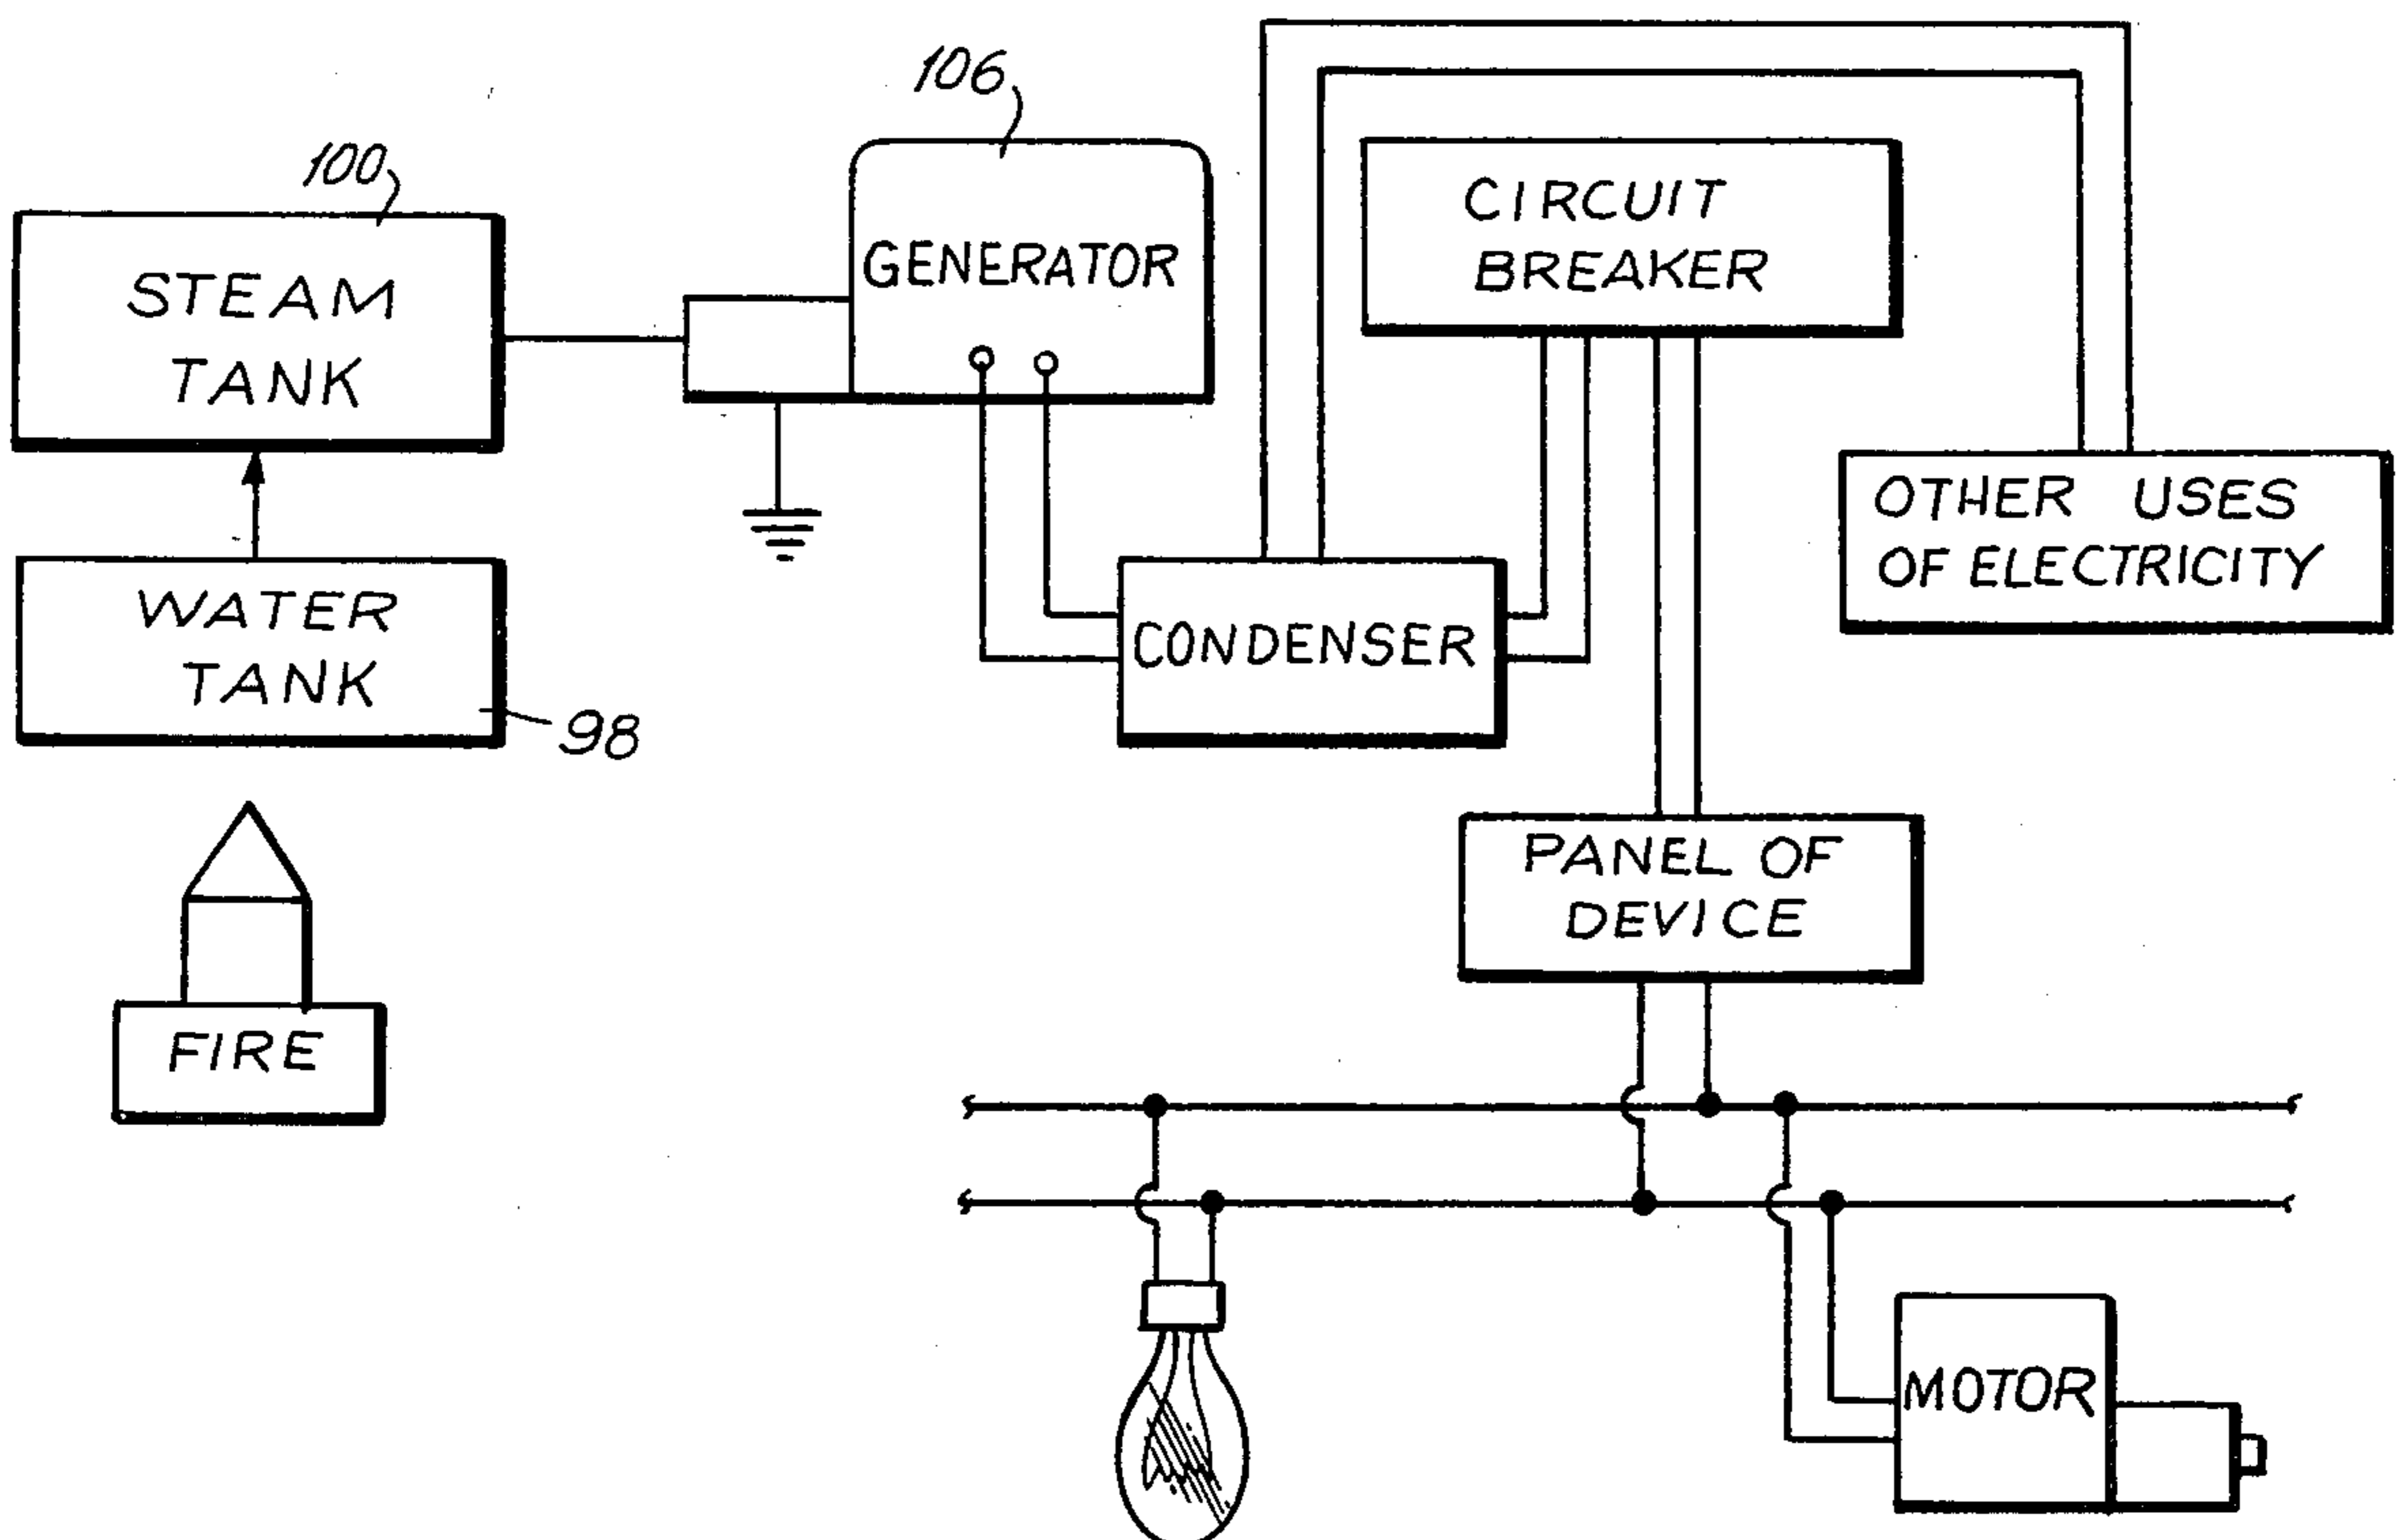 106
100
STEAM
TANK
GENERATOR
CIRCUIT
BREAKER
OTHER USES
OF ELECTRICITY
WATER
TANK
98
CONDENSER
PANEL OF
DEVICE
FIRE
MOTOR